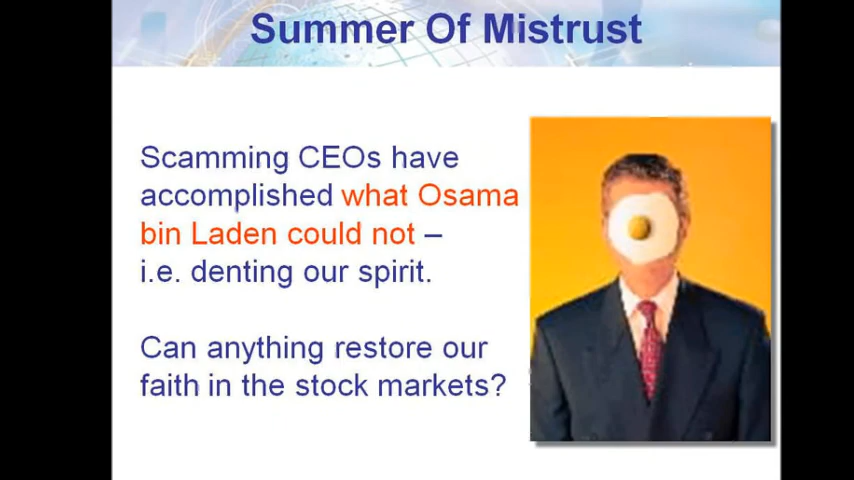 Summer Of Mistrust
Scamming CEOs have
accomplished what Osama
bin Laden could not –
i.e. denting our spirit.
Can anything restore our
faith in the stock markets?